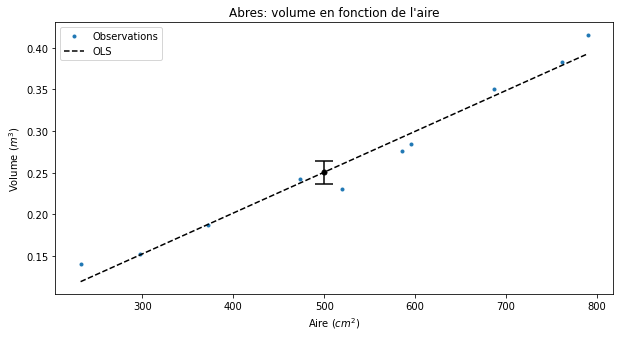 Abres: volume en fonction de l'aire
Observations
OLS
Volume (m³)
0.40
0.35
0.30
0.25
0.20
0.15
300
400
500
600
700
800
Aire (cm²)